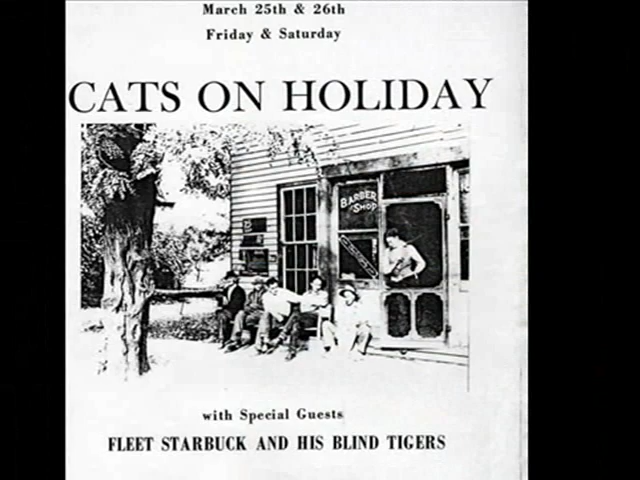 March 25th & 26th
Friday & Saturday
CATS ON HOLIDAY
BARBER
SHOP
with Special Guests
FLEET STARBUCK AND HIS BLIND TIGERS